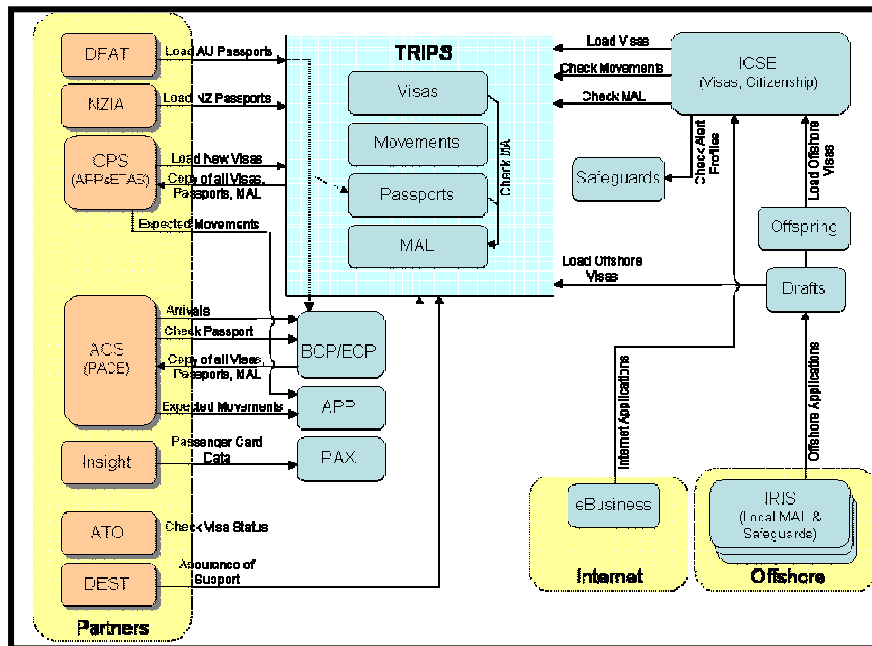 DFAT
Load AU Passports
NZIA
Load NZ Passports
CPS
(APP&ETAS)
Load New Visas
Copy of all Visas,
Passports, MAL
Expected Movements
ACS
(PACE)
Arrivals
Check Passport
Copy of all Visas,
Passports, MAL
Expected Movements
Insight
Passenger Card
Data
ATO
Check Visa Status
DEST
Assurance of
Support
Partners
TRIPS
Visas
Movements
Passports
MAL
Check MAL
BCP/ECP
APP
PAX
Load Visas
Check Movements
Check MAL
ICSE
(Visas, Citizenship)
Check Alert
Profiles
Load Offshore
Visas
Safeguards
Offspring
Load Offshore
Visas
Drafts
Internet Applications
Offshore Applications
eBusiness
Internet
IRIS
(Local MAL &
Safeguards)
Offshore